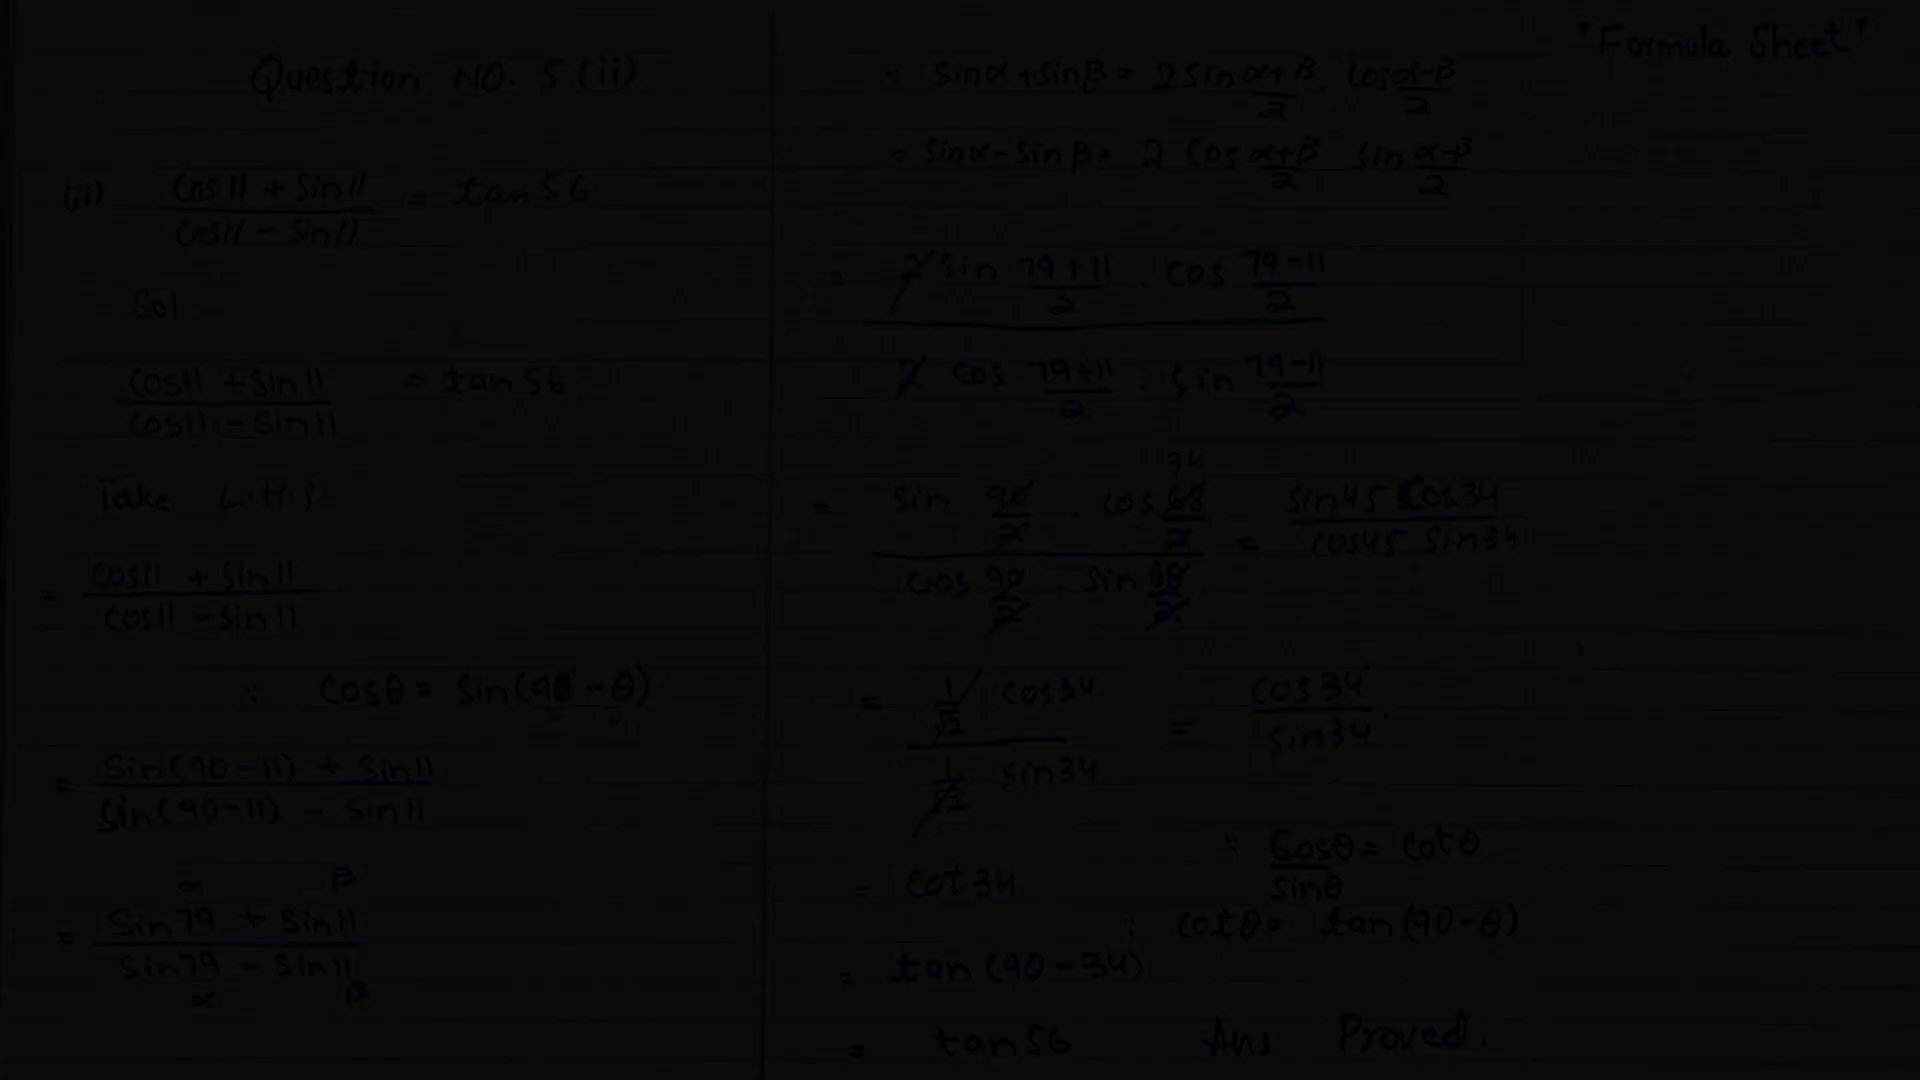 "Formula Sheet"
Question NO. 5 (ii)
(ii) (cos11 + sin11)/(cos11 - sin11) = tan 56
Sol
(cos11 + sin11)/(cos11 - sin11) = tan 56
Take L.H.S
= (cos11 + sin11)/(cos11 - sin11)
∵ cosθ = sin(90° - θ)
= (sin(90-11) + sin11)/(sin(90-11) - sin11)
α β
= (sin79 + sin11)/(sin79 - sin11)
α β
∵ sinα + sinβ = 2 sin (α+β)/2 . cos (α-β)/2
= sinα - sinβ = 2 cos (α+β)/2 sin (α-β)/2
= (2 sin (79+11)/2 . cos (79-11)/2)/(2 cos (79+11)/2 . sin (79-11)/2)
34
= (sin 90/2 . cos 68/2)/(cos 90/2 . sin 68/2) = (sin45 cos34)/(cos45 sin34)
= (1/√2 cos34)/(1/√2 sin34) = cos34°/sin34.
∵ cosθ/sinθ = cotθ
= cot34
∵ cotθ = tan(90-θ)
= tan(90-34)
= tan56 Ans Proved.